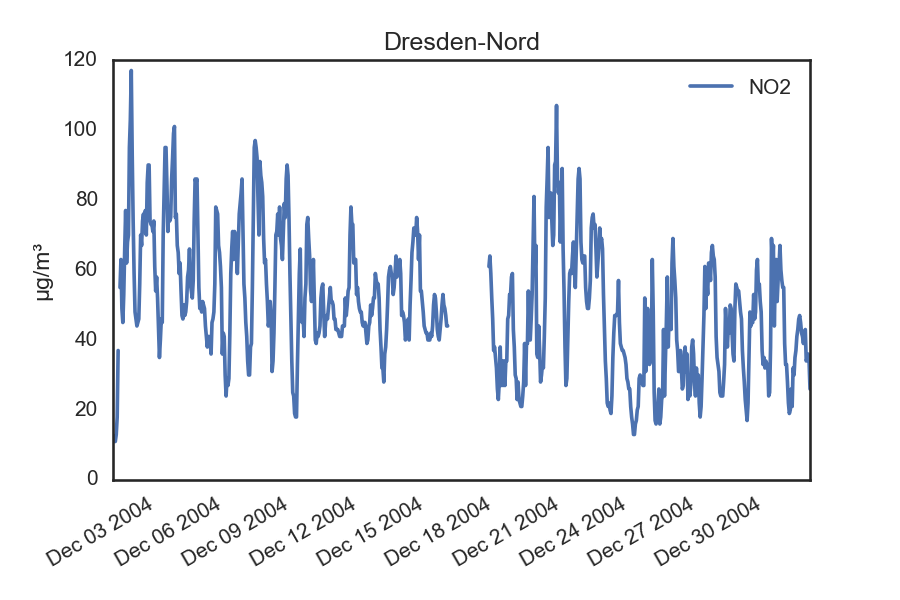 Dresden-Nord
120
100
80
60
40
20
0
µg/m³
NO2
Dec 03 2004
Dec 06 2004
Dec 09 2004
Dec 12 2004
Dec 15 2004
Dec 18 2004
Dec 21 2004
Dec 24 2004
Dec 27 2004
Dec 30 2004